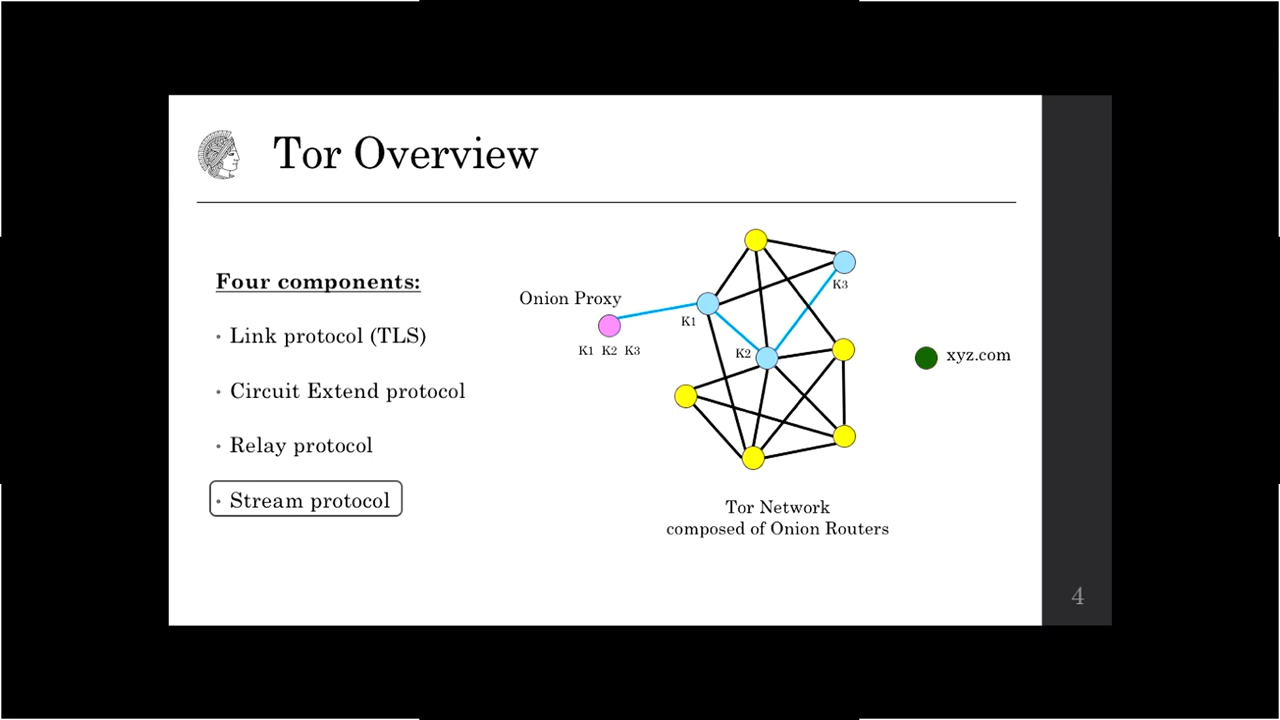 Tor Overview
Four components:
• Link protocol (TLS)
• Circuit Extend protocol
• Relay protocol
• Stream protocol
Onion Proxy
K1 K2 K3
K1
K2
K3
xyz.com
Tor Network
composed of Onion Routers
4